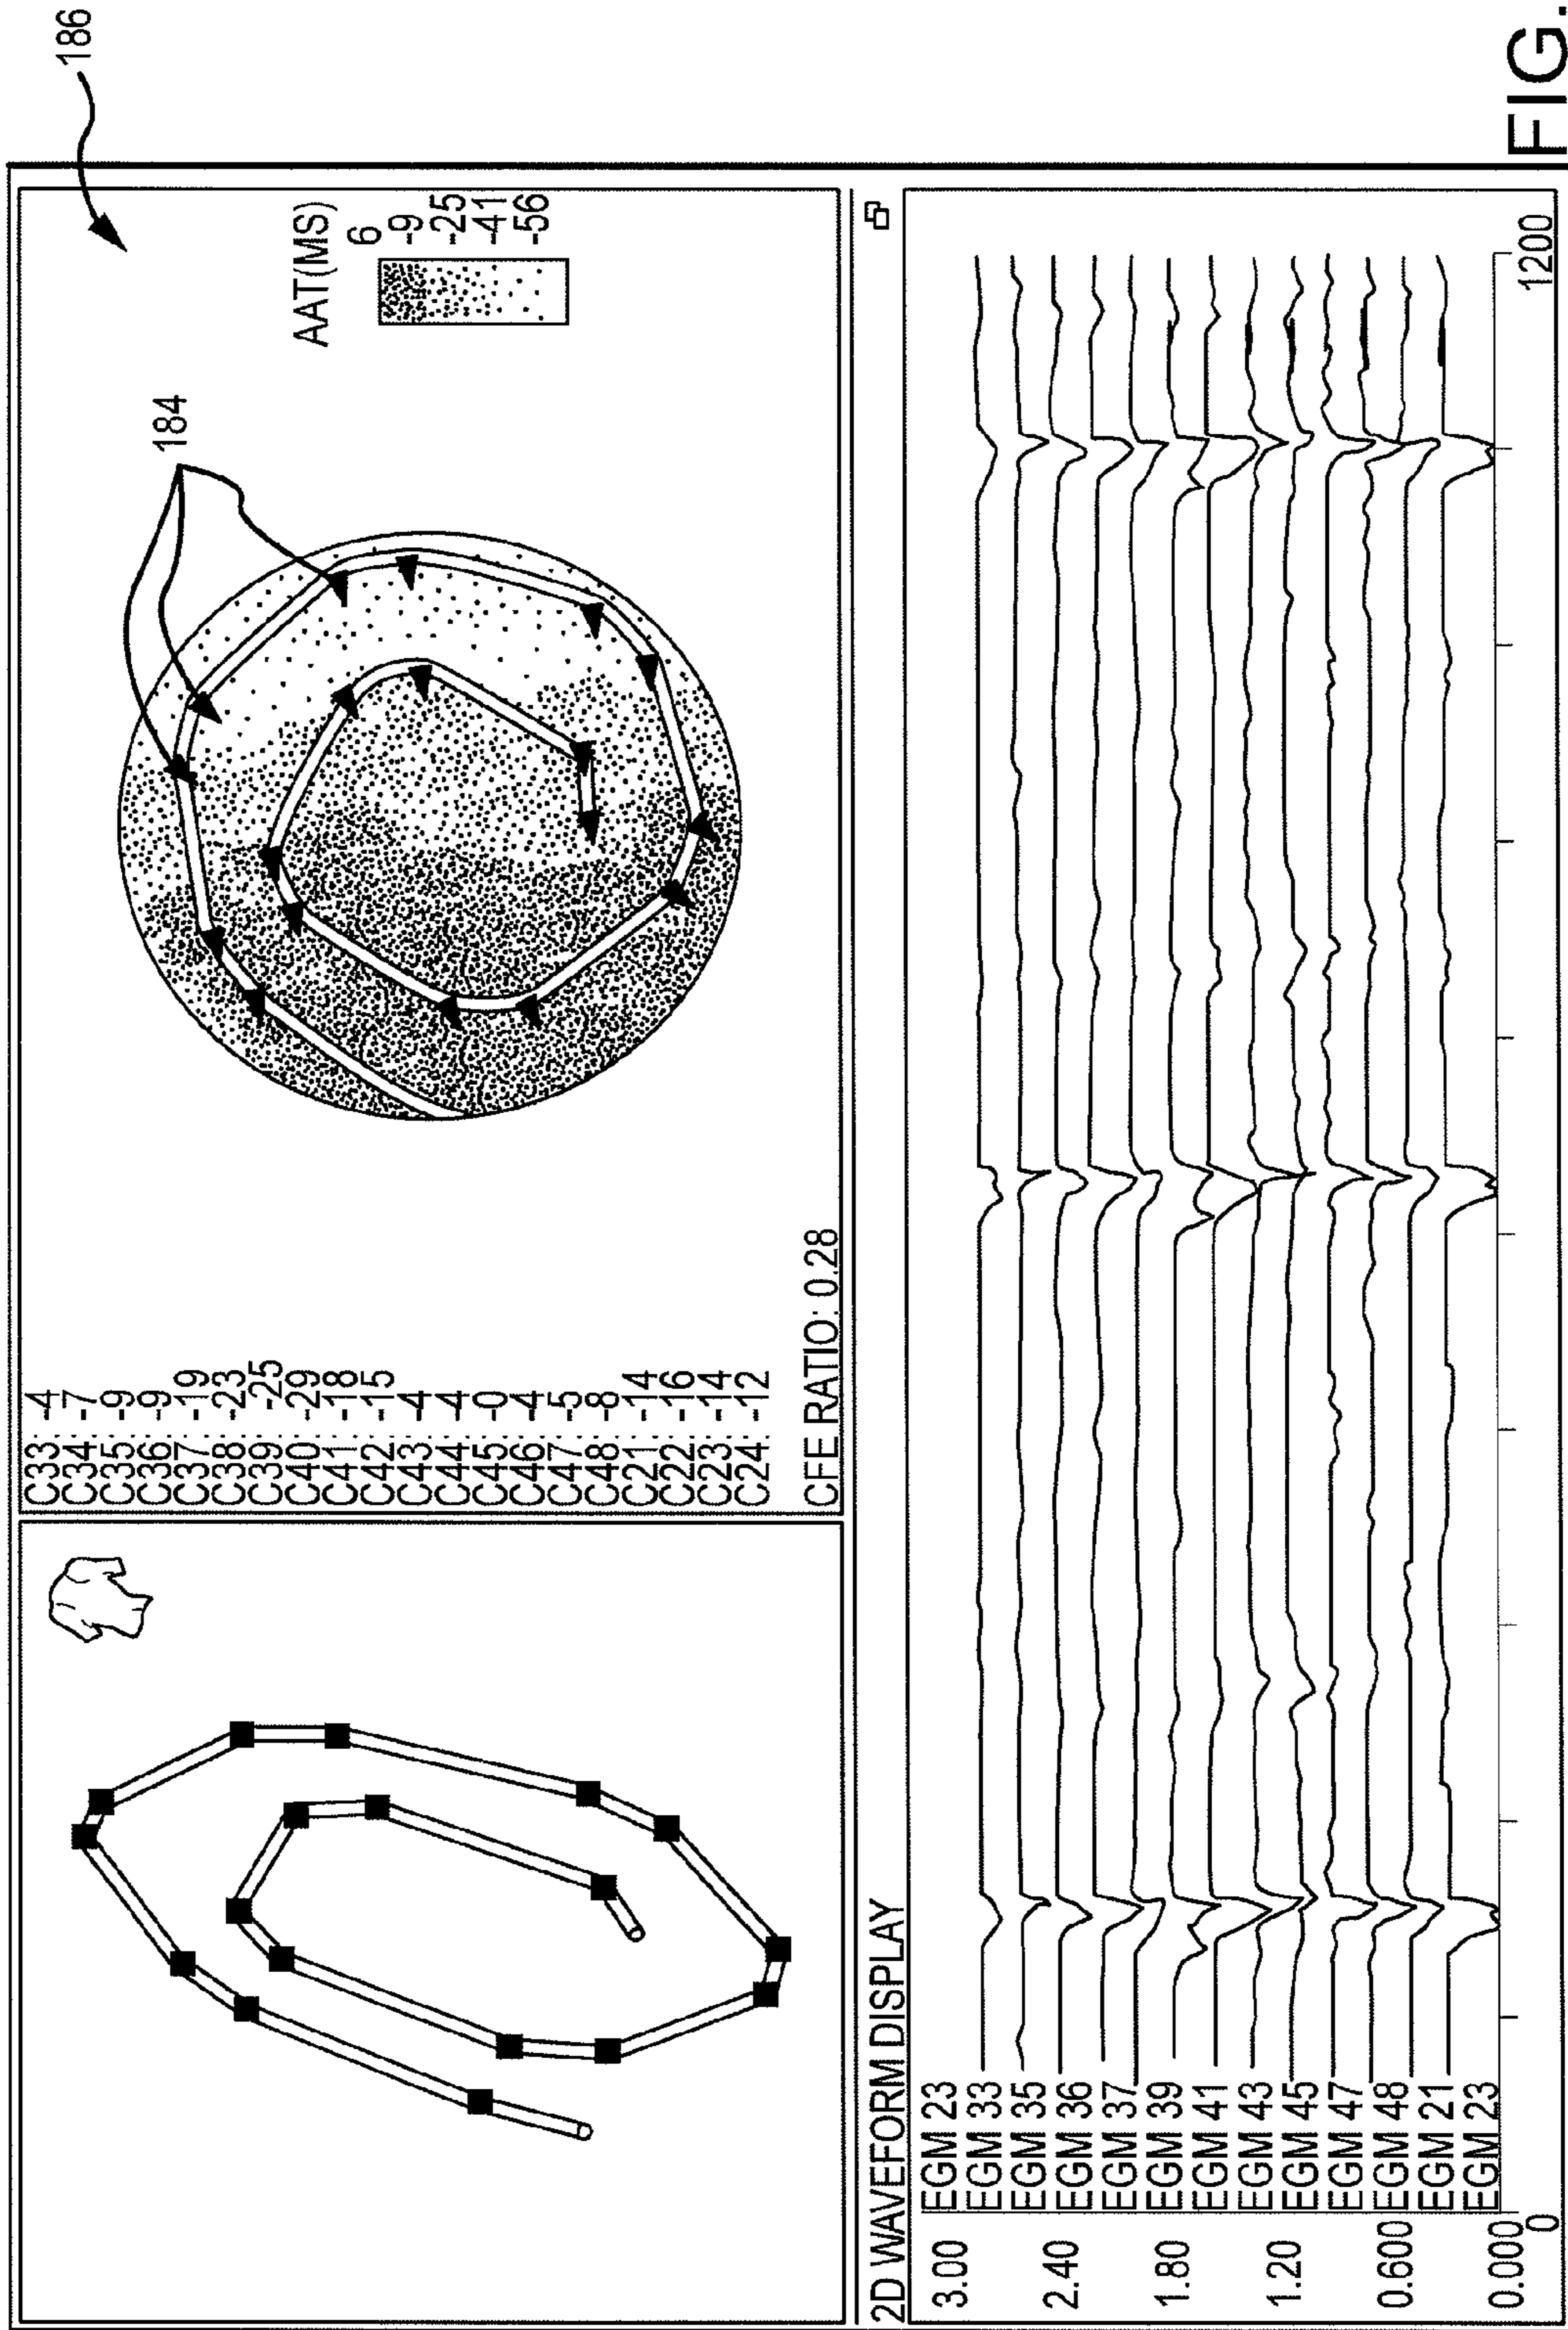 186
184
AAT(MS)
6
-9
-25
-41
-56
C33: -4
C34: -7
C35: -9
C36: -9
C37: -19
C38: -23
C39: -25
C40: -29
C41: -18
C42: -15
C43: -4
C44: -4
C45: -0
C46: -4
C47: -5
C48: -8
C21: -14
C22: -16
C23: -14
C24: -12
CFE RATIO: 0.28
2D WAVEFORM DISPLAY
3.00
2.40
1.80
1.20
0.600
0.000
EGM 23
EGM 33
EGM 35
EGM 36
EGM 37
EGM 39
EGM 41
EGM 43
EGM 45
EGM 47
EGM 48
EGM 21
EGM 23
0
1200
FIG.